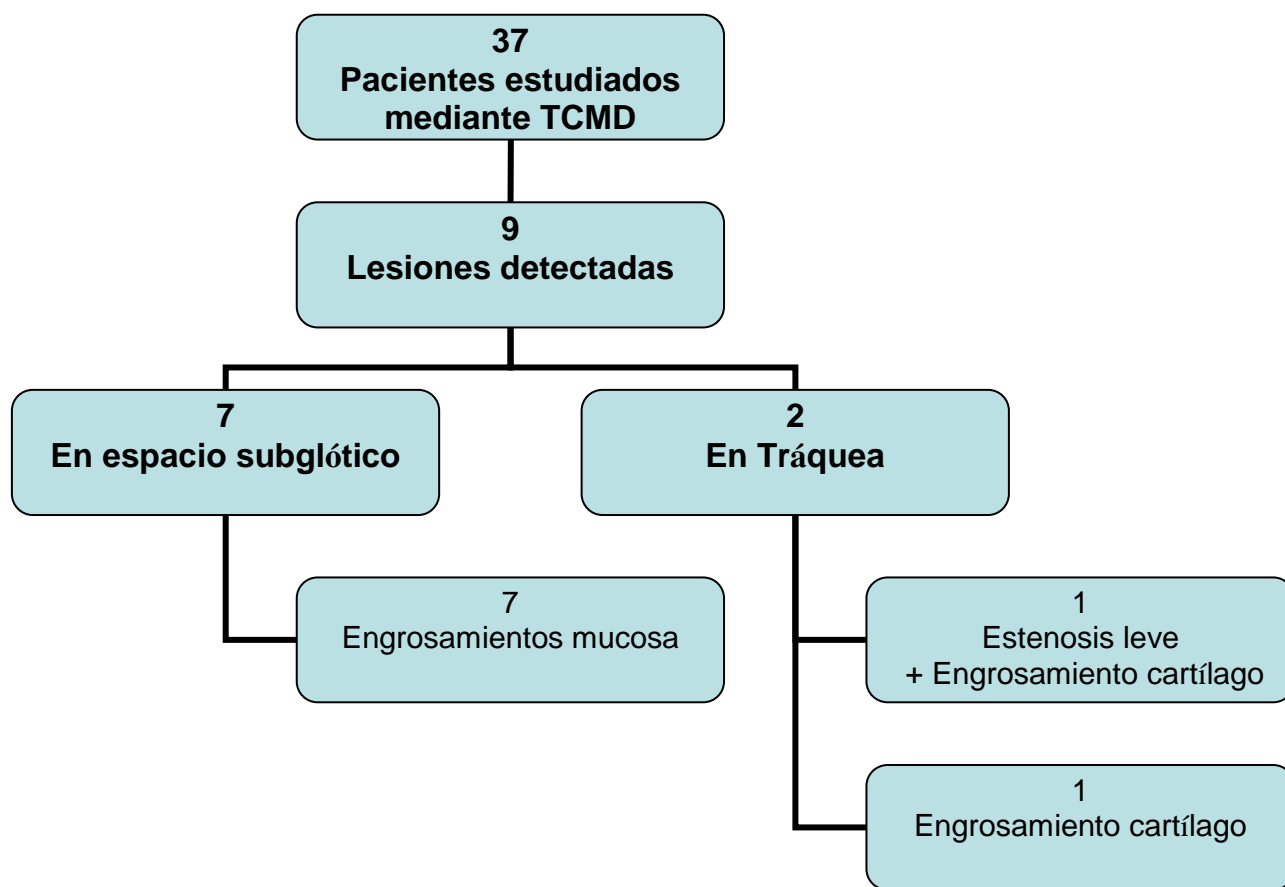 37
Pacientes estudiados
mediante TCMD
9
Lesiones detectadas
7
En espacio subglótico
2
En Tráquea
7
Engrosamientos mucosa
1
Estenosis leve
+ Engrosamiento cartílago
1
Engrosamiento cartílago